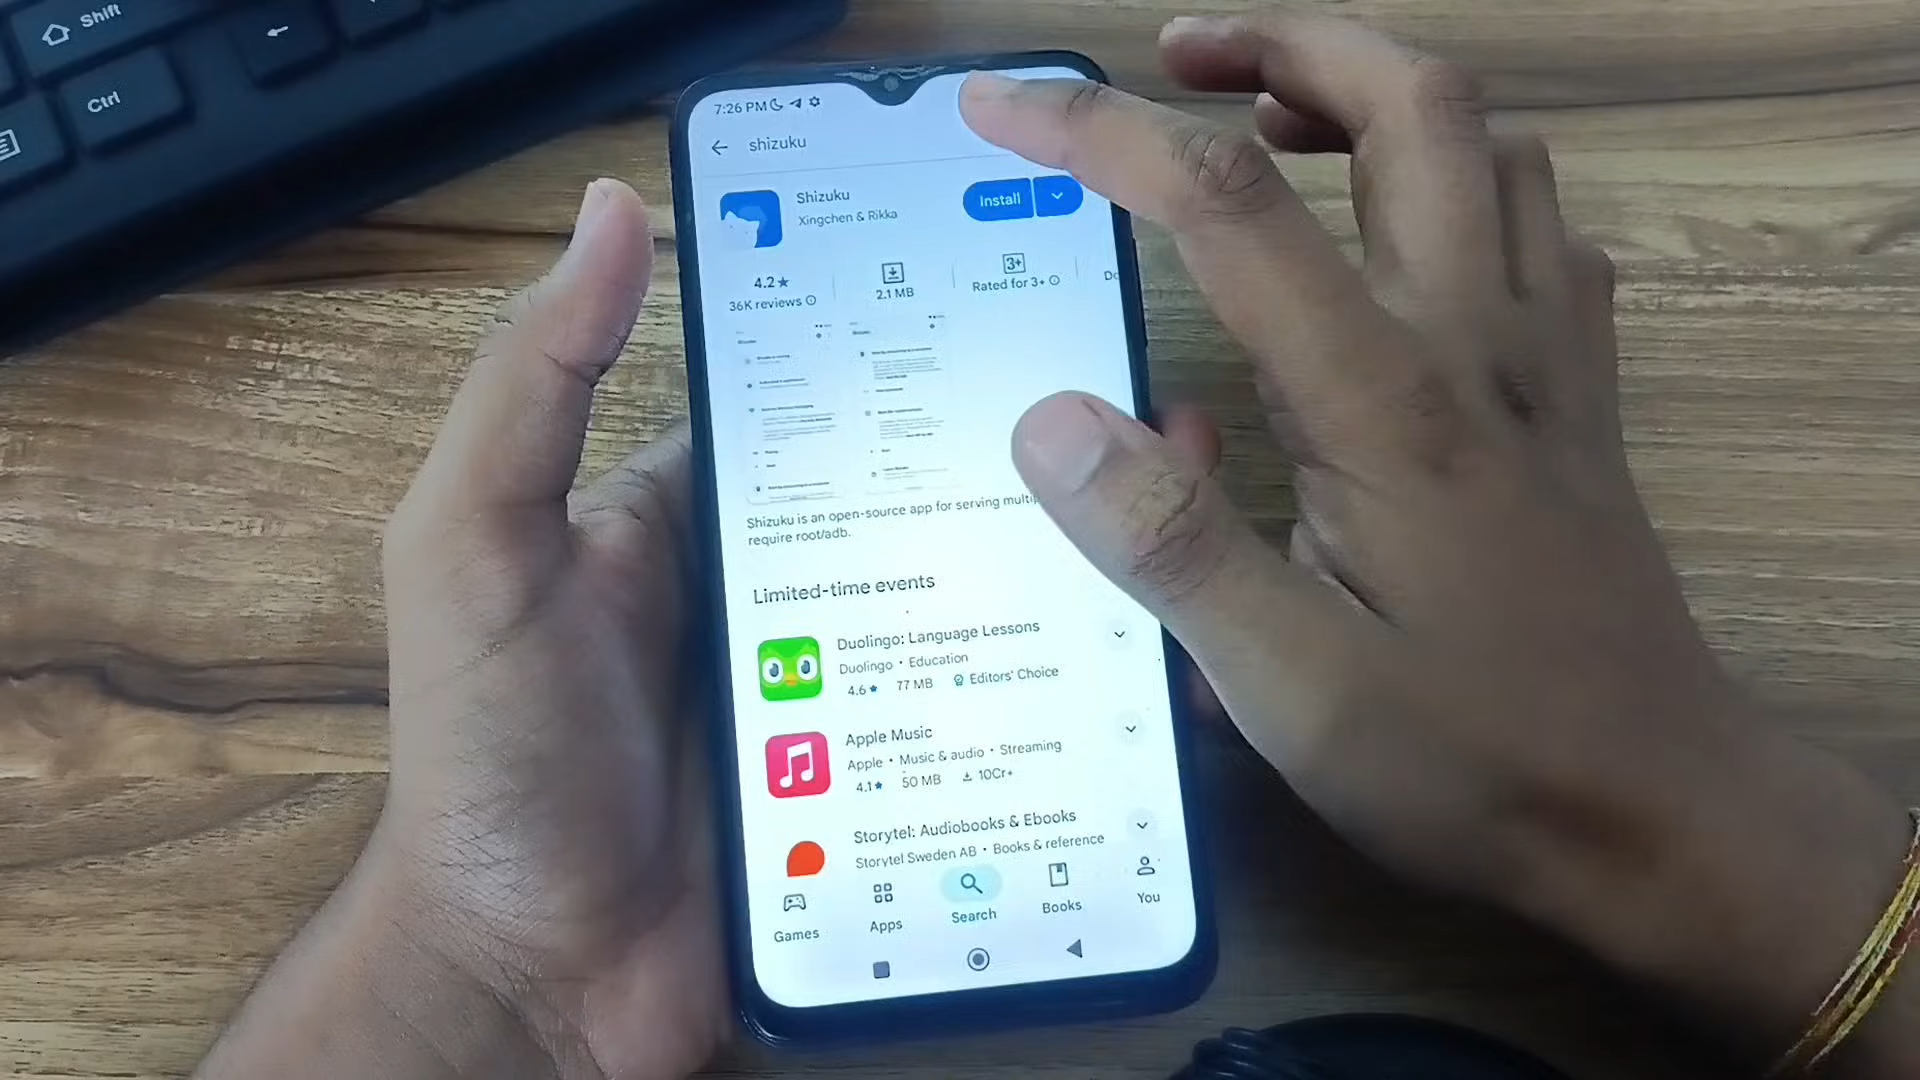 Shift
Ctrl
7:26 PM
shizuku
Shizuku
Xingchen & Rikka
Install
4.2★
36K reviews
2.1 MB
3+
Rated for 3+
Shizuku is an open-source app for serving
require root/adb.
Limited-time events
Duolingo: Language Lessons
Duolingo • Education
4.6★ 77 MB Editors' Choice
Apple Music
Apple • Music & audio • Streaming
4.1★ 50 MB 10Cr+
Storytel: Audiobooks & Ebooks
Storytel Sweden AB • Books & reference
Games Apps Search Books You